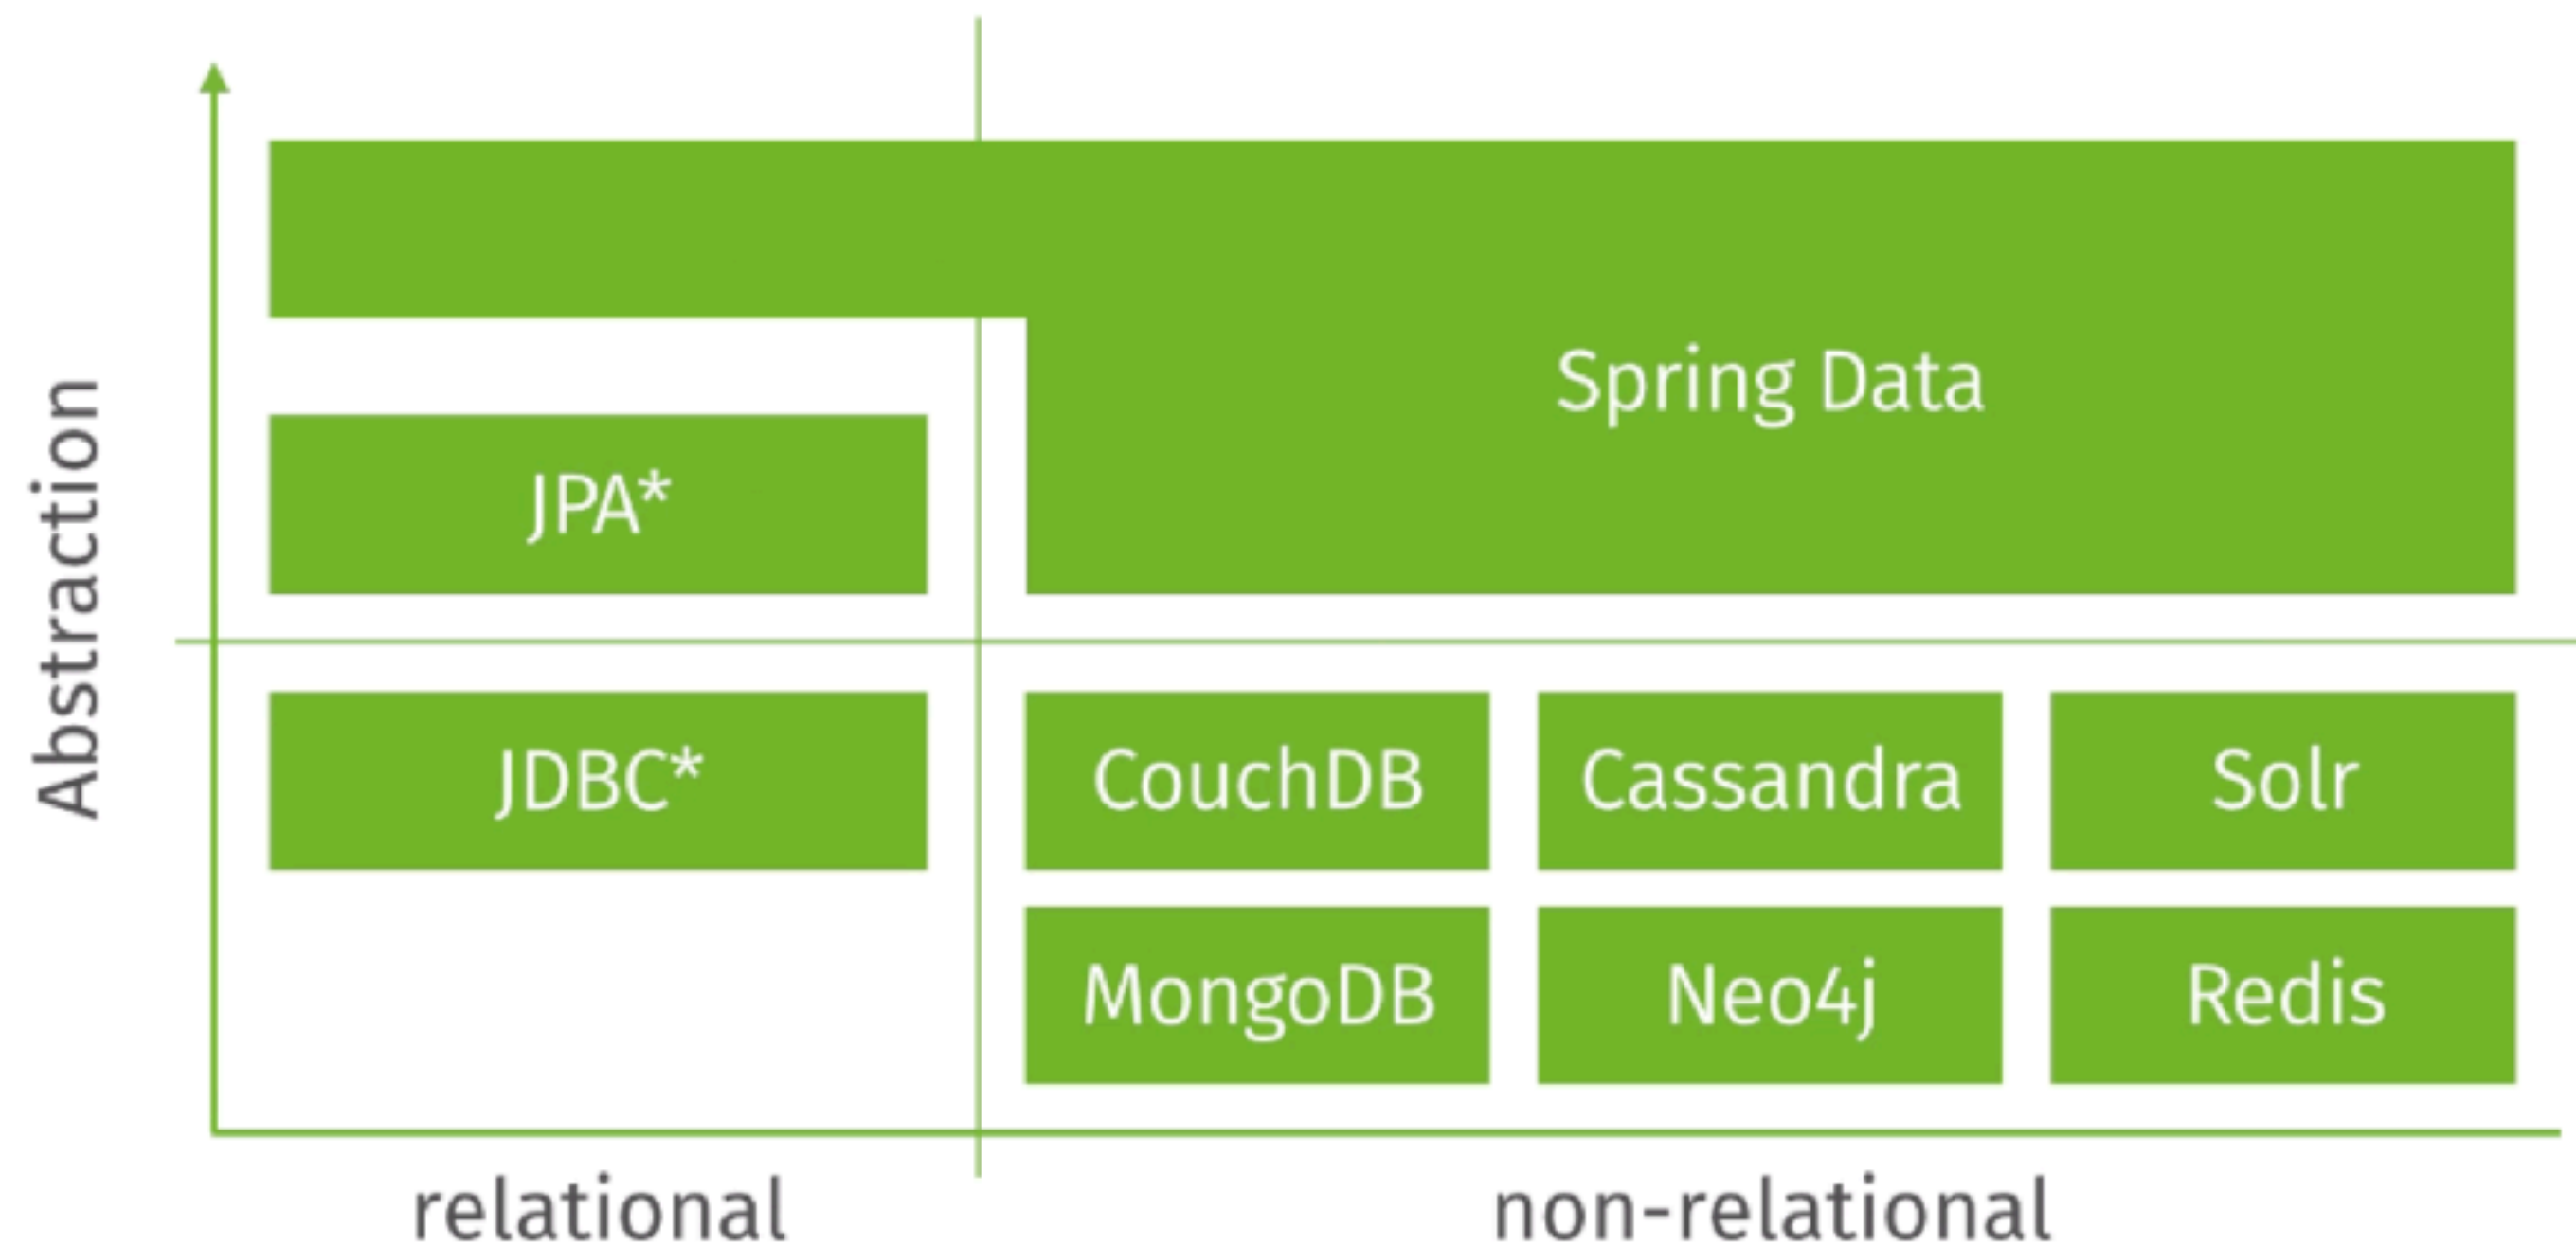 Abstraction
Spring Data
JPA*
JDBC*
CouchDB
Cassandra
Solr
MongoDB
Neo4j
Redis
relational
non-relational